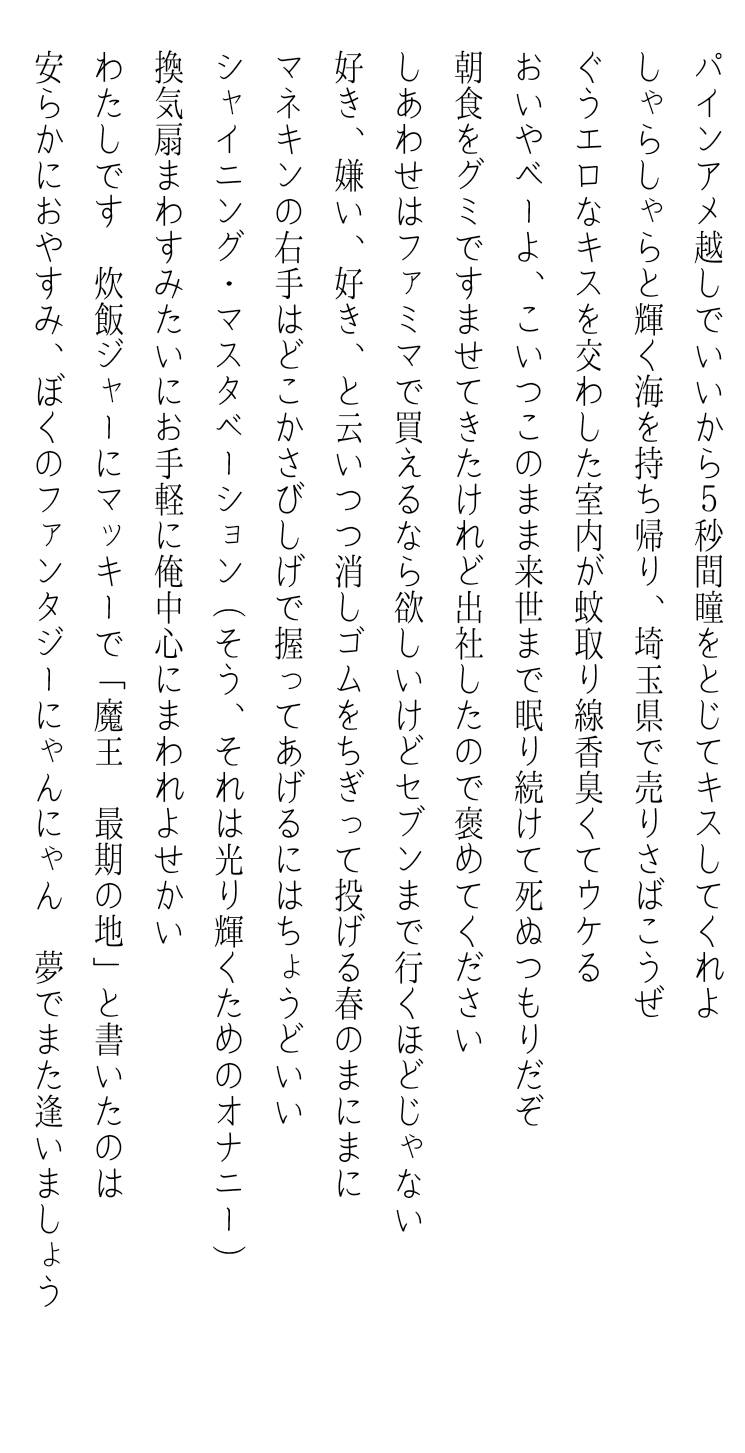 パインアメ越しでいいから5秒間瞳をとじてキスしてくれよ
しゃらしゃらと輝く海を持ち帰り、埼玉県で売りさばこうぜ
ぐうエロなキスを交わした室内が蚊取り線香臭くてウケる
おいやべーよ、こいつこのまま来世まで眠り続けて死ぬつもりだぞ
朝食をグミですませてきたけれど出社したので褒めてください
しあわせはファミマで買えるなら欲しいけどセブンまで行くほどじゃない
好き、嫌い、好き、と云いつつ消しゴムをちぎって投げる春のまにまに
マネキンの右手はどこかさびしげで握ってあげるにはちょうどいい
シャイニング・マスタベーション(そう、それは光り輝くためのオナニー)
換気扇まわすみたいにお手軽に俺中心にまわれよせかい
わたしです　炊飯ジャーにマッキーで「魔王　最期の地」と書いたのは
安らかにおやすみ、ぼくのファンタジーにゃんにゃん　夢でまた逢いましょう